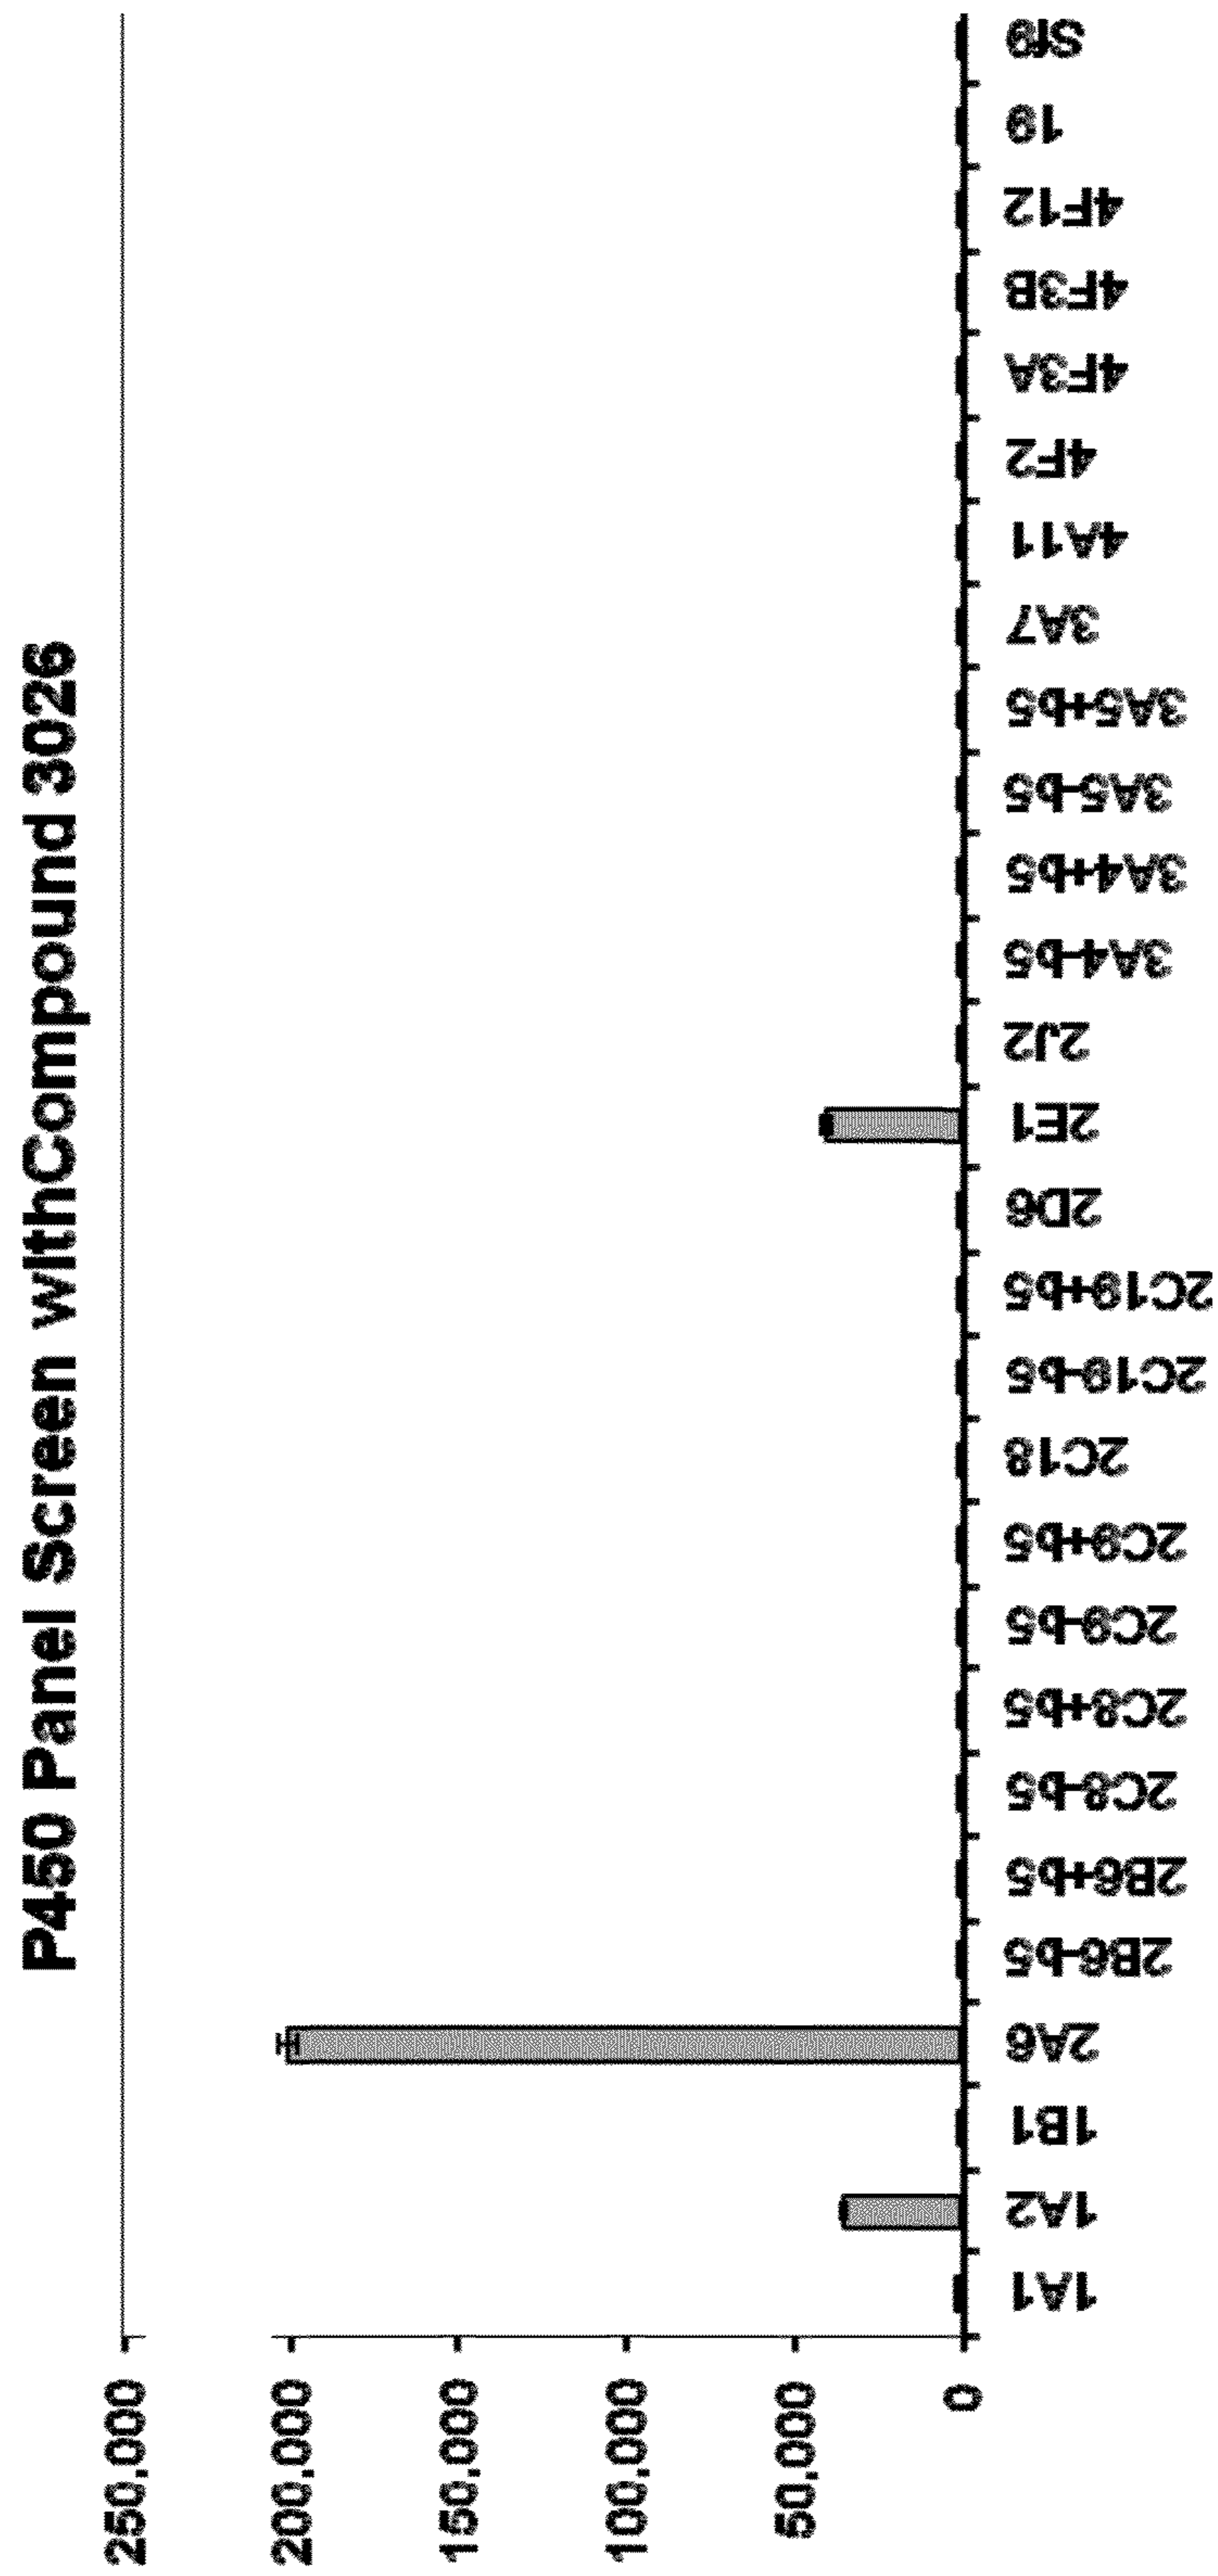 P450 Panel Screen withCompound 3026
250,000
200,000
150,000
100,000
50,000
0
1A1
1A2
1B1
2A6
2B6-b5
2B6+b5
2C8-b5
2C8+b5
2C9-b5
2C9+b5
2C18
2C19-b5
2C19+b5
2D6
2E1
2J2
3A4-b5
3A4+b5
3A5-b5
3A5+b5
3A7
4A11
4F2
4F3A
4F3B
4F12
19
Sf9